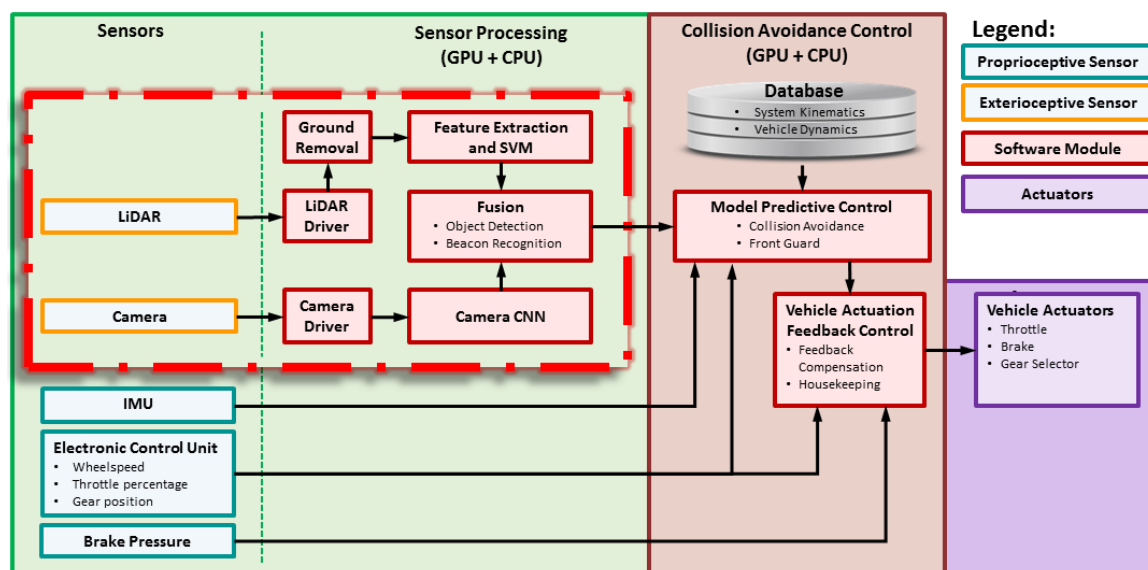 Sensors
Sensor Processing
(GPU + CPU)
Collision Avoidance Control
(GPU + CPU)
Legend:
Proprioceptive Sensor
Exterioceptive Sensor
Software Module
Actuators
Database
• System Kinematics
• Vehicle Dynamics
Ground
Removal
Feature Extraction
and SVM
LiDAR
LiDAR
Driver
Fusion
• Object Detection
• Beacon Recognition
Model Predictive Control
• Collision Avoidance
• Front Guard
Camera
Camera
Driver
Camera CNN
Vehicle Actuation
Feedback Control
• Feedback
Compensation
• Housekeeping
Vehicle Actuators
• Throttle
• Brake
• Gear Selector
IMU
Electronic Control Unit
• Wheelspeed
• Throttle percentage
• Gear position
Brake Pressure